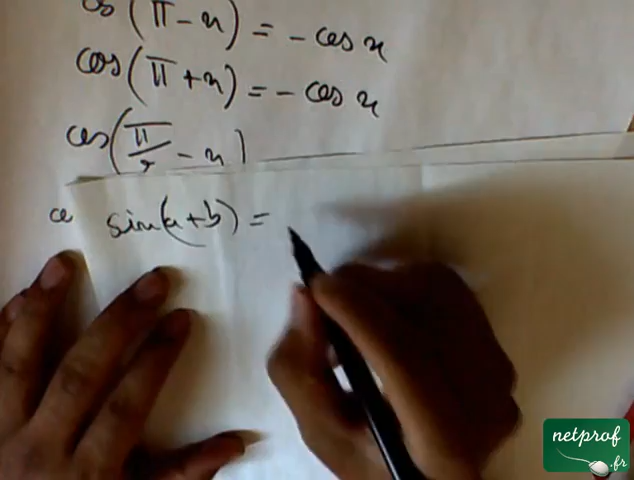 cos(π - x) = - cos x
cos(π + x) = - cos x
cos(π/2 - x)
sin(a+b) =
netprof
.fr